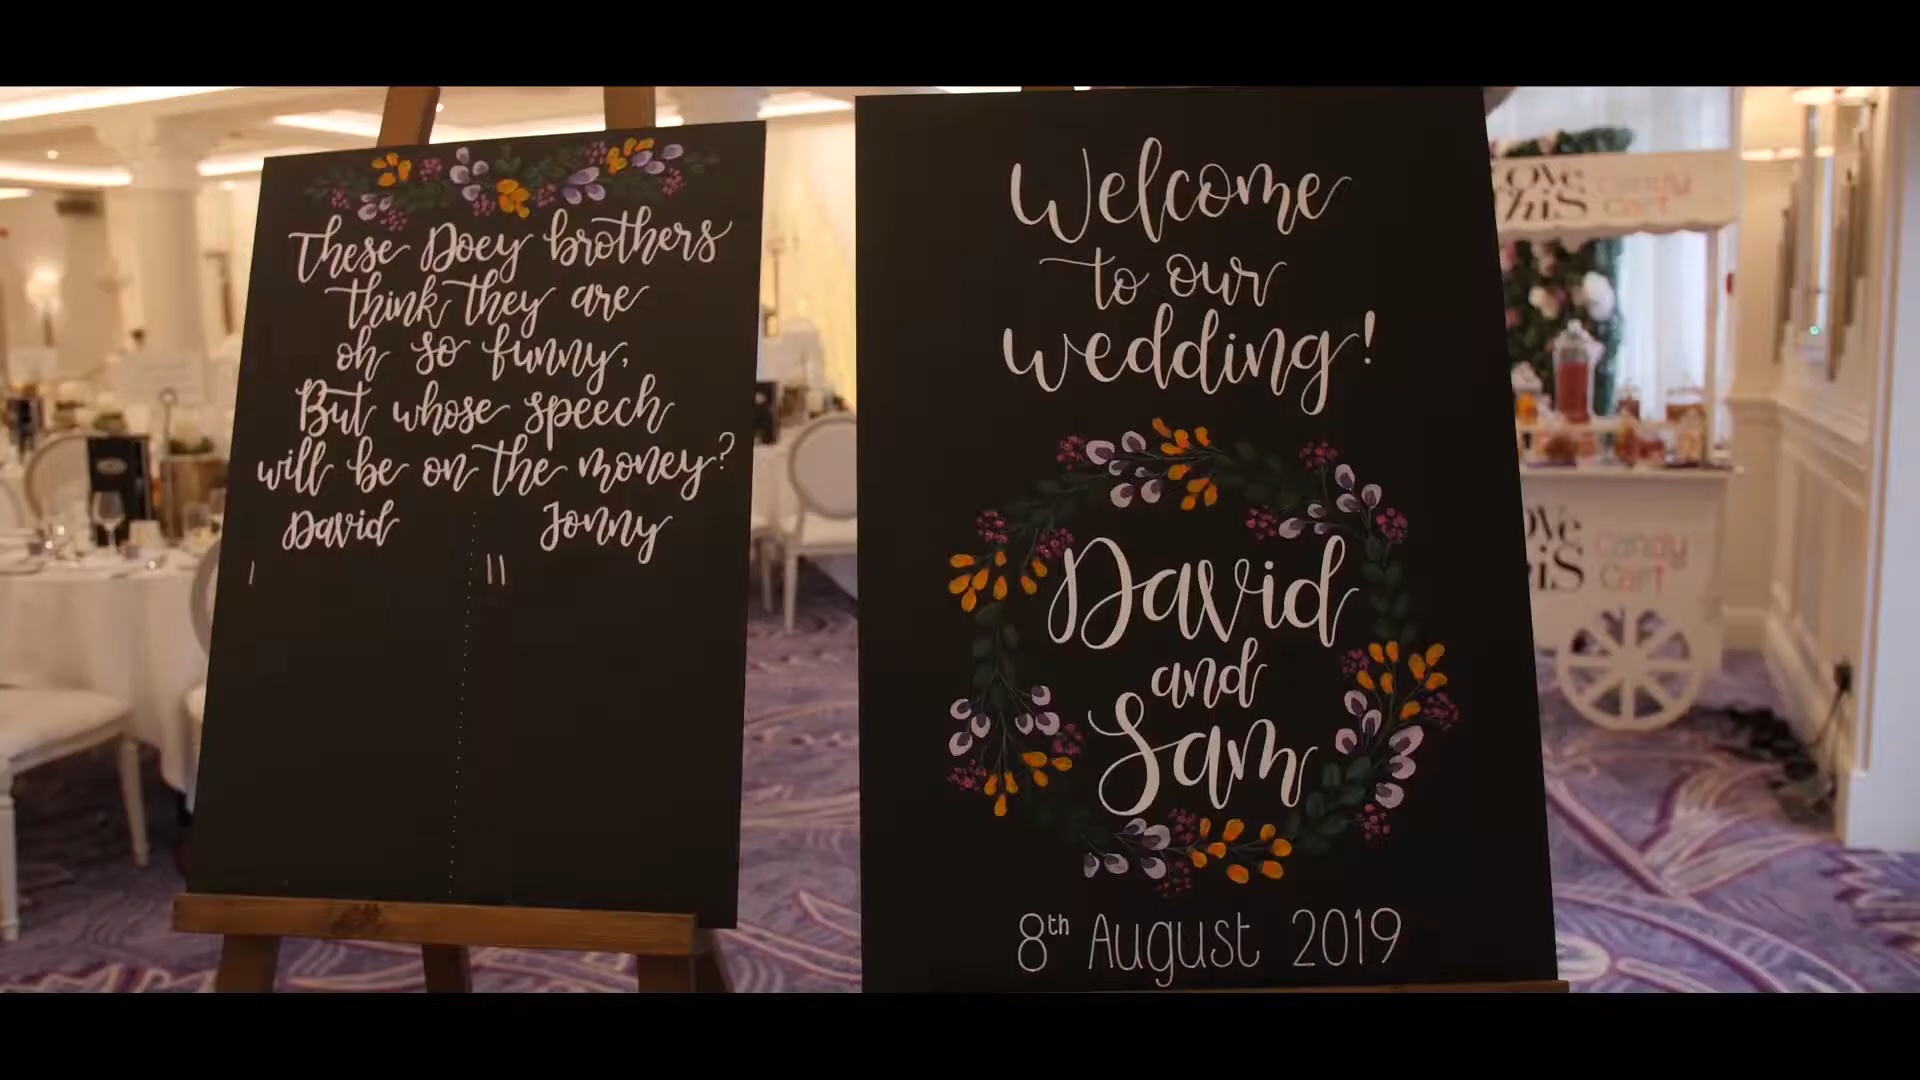 These Doey brothers
think they are
oh so funny,
But whose speech
will be on the money?
David Jonny
| ||
Welcome
to our
wedding!
David
and
Sam
8th August 2019
candy
cart
candy
cart